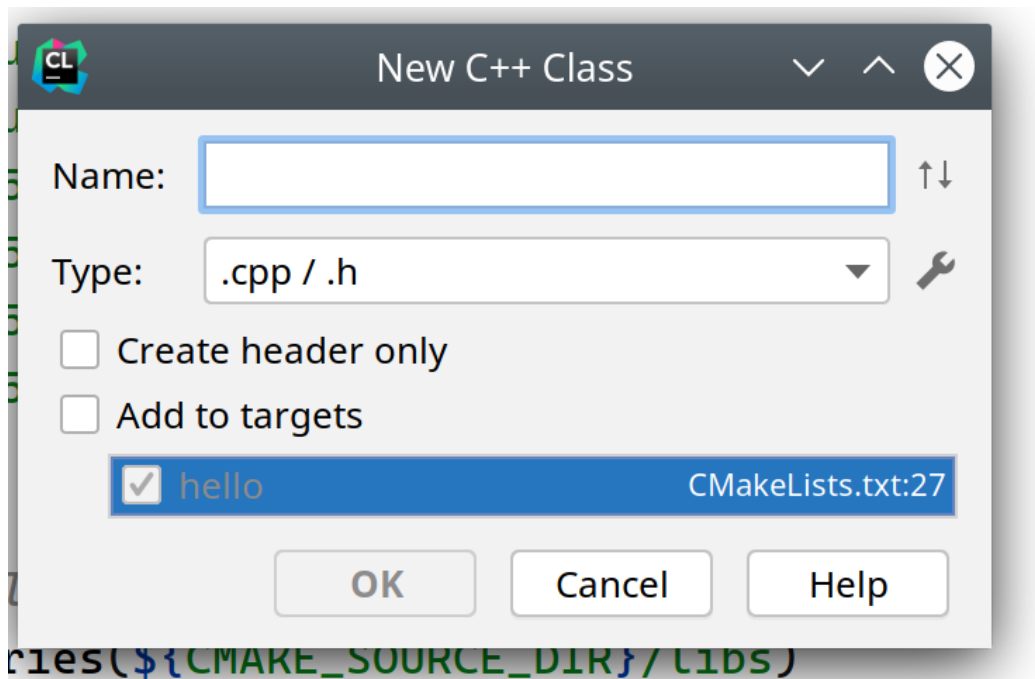 CL
New C++ Class
Name:
Type: .cpp / .h
Create header only
Add to targets
hello CMakeLists.txt:27
OK Cancel Help
ries(${CMAKE_SOURCE_DIR}/libs)